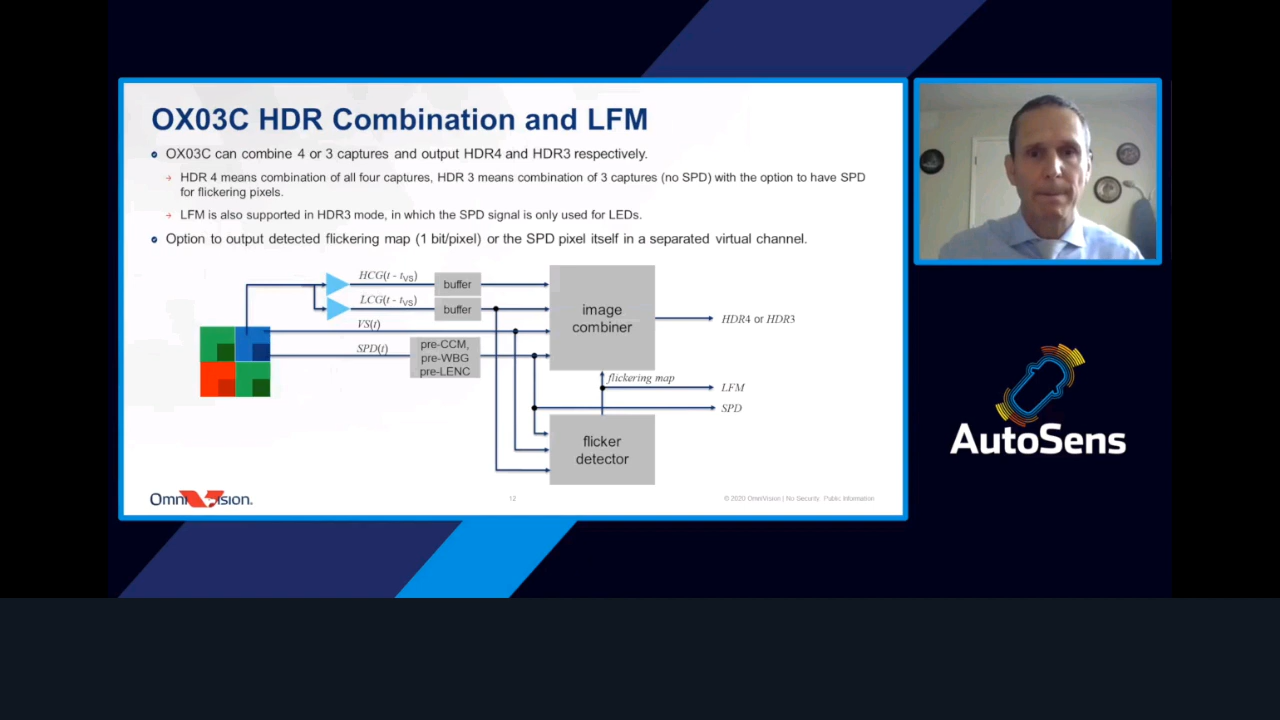 OX03C HDR Combination and LFM
OX03C can combine 4 or 3 captures and output HDR4 and HDR3 respectively.
HDR 4 means combination of all four captures, HDR 3 means combination of 3 captures (no SPD) with the option to have SPD
for flickering pixels.
LFM is also supported in HDR3 mode, in which the SPD signal is only used for LEDs.
Option to output detected flickering map (1 bit/pixel) or the SPD pixel itself in a separated virtual channel.
HCG(t - tVS)
buffer
LCG(t - tVS)
buffer
VS(t)
SPD(t)
pre-CCM,
pre-WBG
pre-LENC
image
combiner
HDR4 or HDR3
flickering map
LFM
SPD
flicker
detector
OmniVision.
12
© 2020 OmniVision | No Security. Public Information
AutoSens